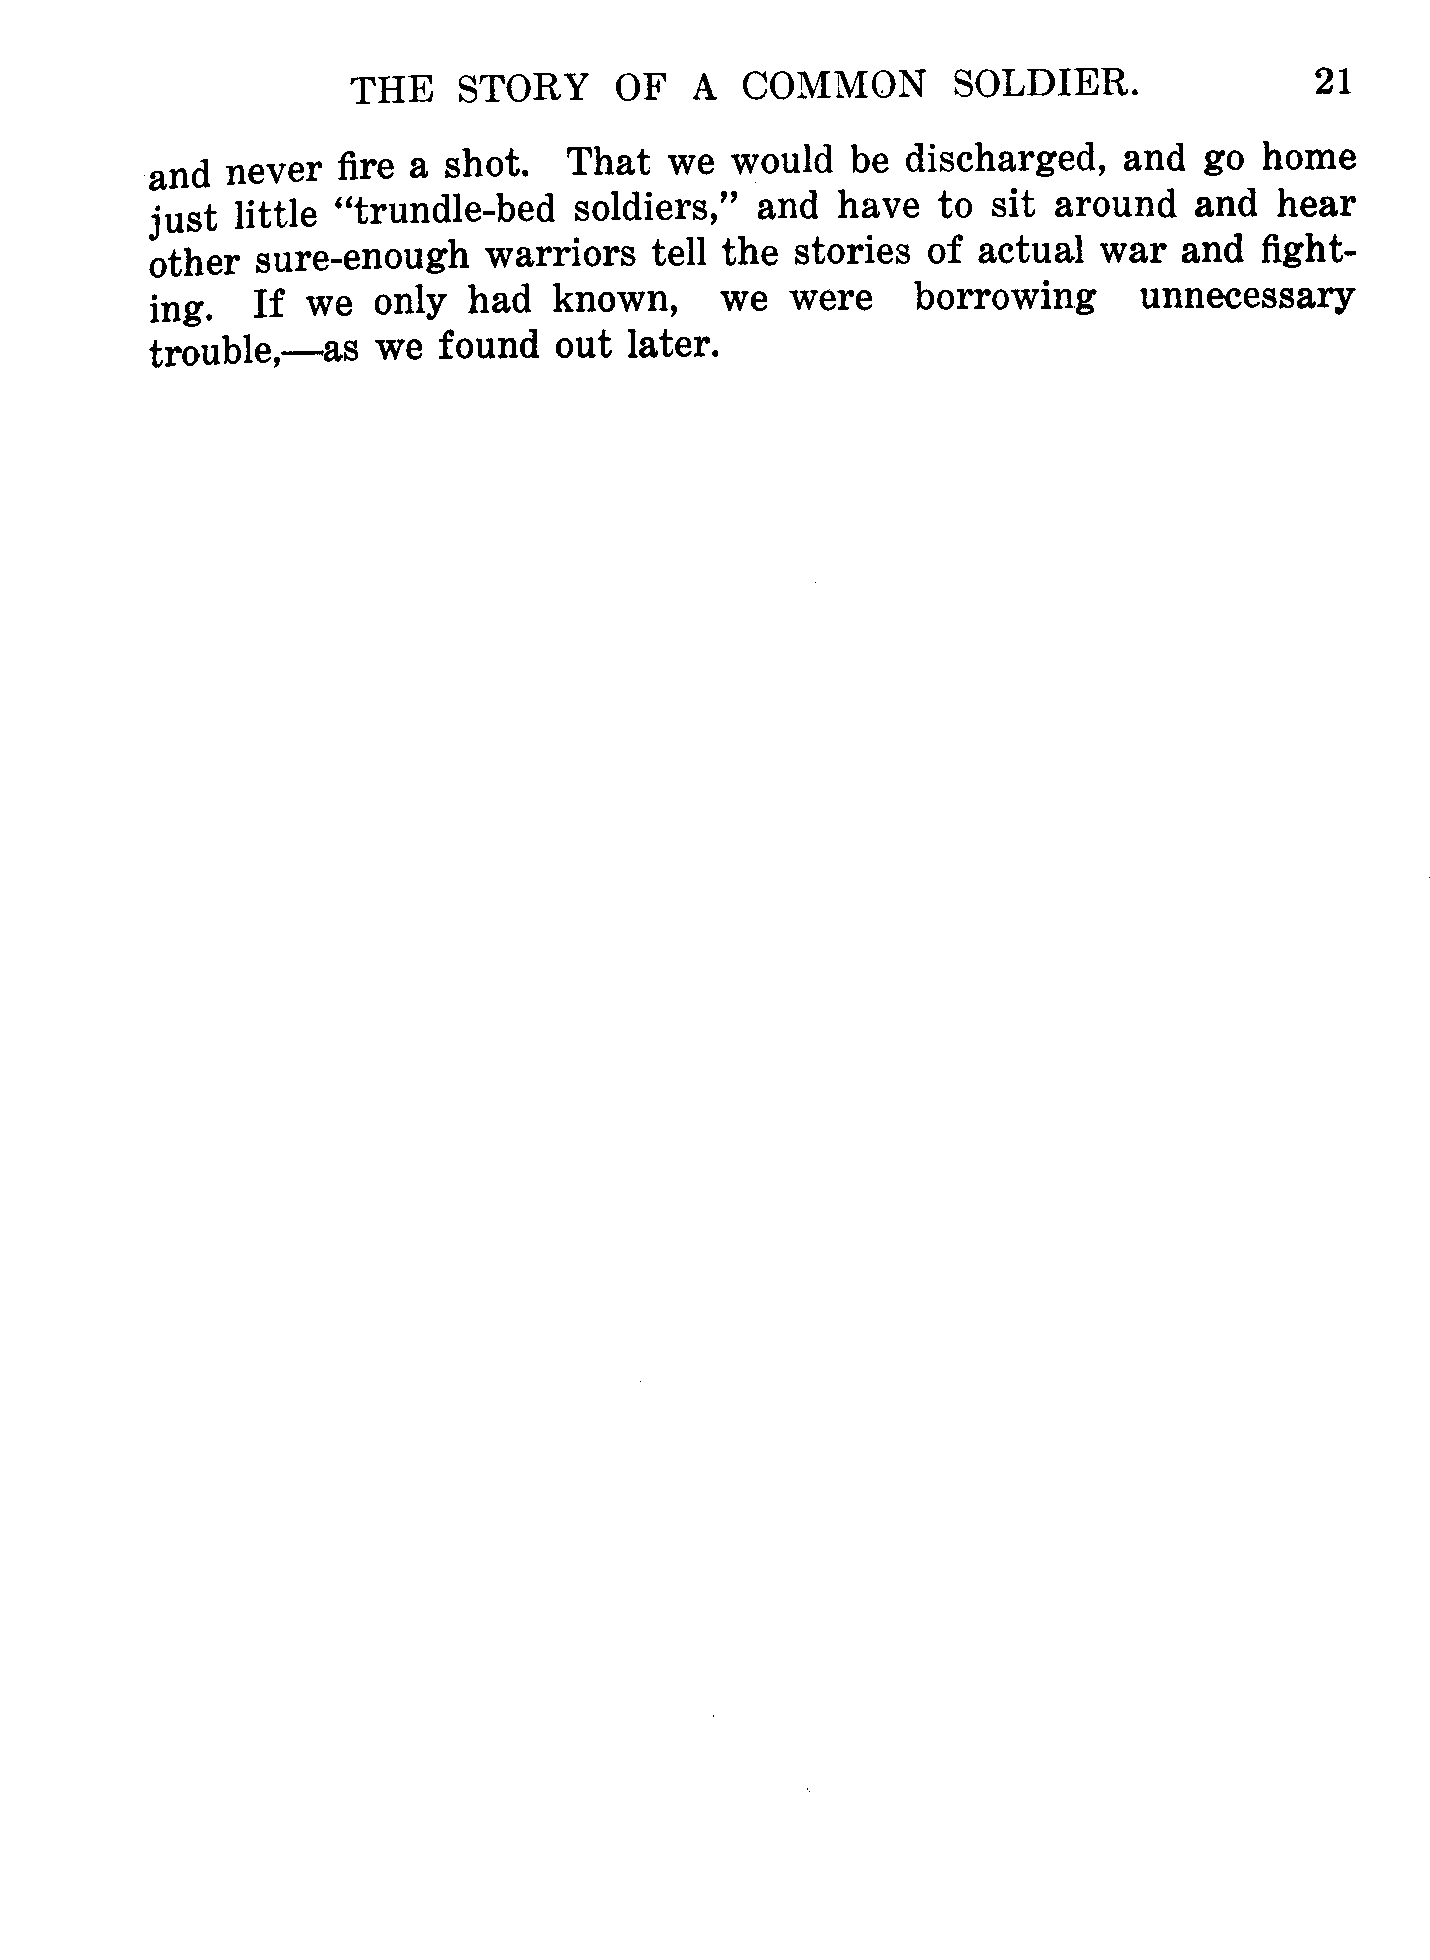 THE STORY OF A COMMON SOLDIER. 21
and never fire a shot. That we would be discharged, and go home
just little “trundle-bed soldiers,” and have to sit around and hear
other sure-enough warriors tell the stories of actual war and fight-
ing. If we only had known, we were borrowing unnecessary
trouble,—as we found out later.